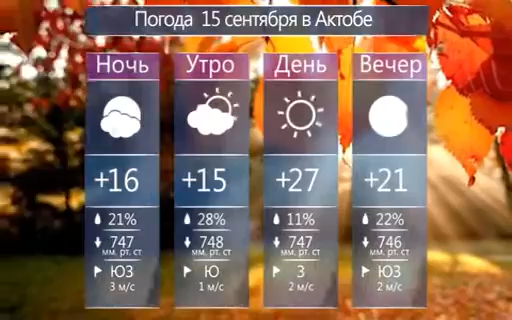 Погода 15 сентября в Актобе
Ночь Утро День Вечер
+16 +15 +27 +21
21% 28% 11% 22%
747 748 747 746
мм. рт. ст мм. рт. ст мм. рт. ст мм. рт. ст
ЮЗ Ю З ЮЗ
3 м/с 1 м/с 2 м/с 2 м/с